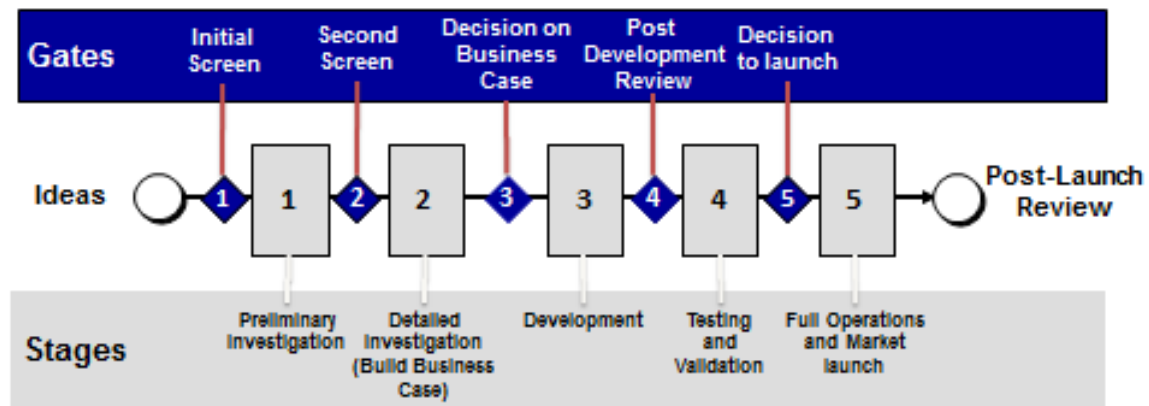 Gates
Initial
Screen
Second
Screen
Decision on
Business
Case
Post
Development
Review
Decision
to launch
Ideas
1
1
2
2
3
3
4
4
5
5
Post-Launch
Review
Stages
Preliminary
Investigation
Detailed
Investigation
(Build Business
Case)
Development
Testing
and
Validation
Full Operations
and Market
launch